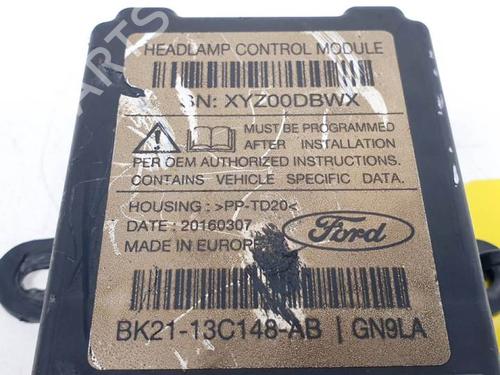 HEADLAMP CONTROL MODULE
SN: XYZ00DBWX
MUST BE PROGRAMMED
AFTER INSTALLATION
PER OEM AUTHORIZED INSTRUCTIONS.
CONTAINS VEHICLE SPECIFIC DATA.
HOUSING : >PP-TD20<
DATE : 20160307
MADE IN EUROPE
Ford
BK21-13C148-AB | GN9LA